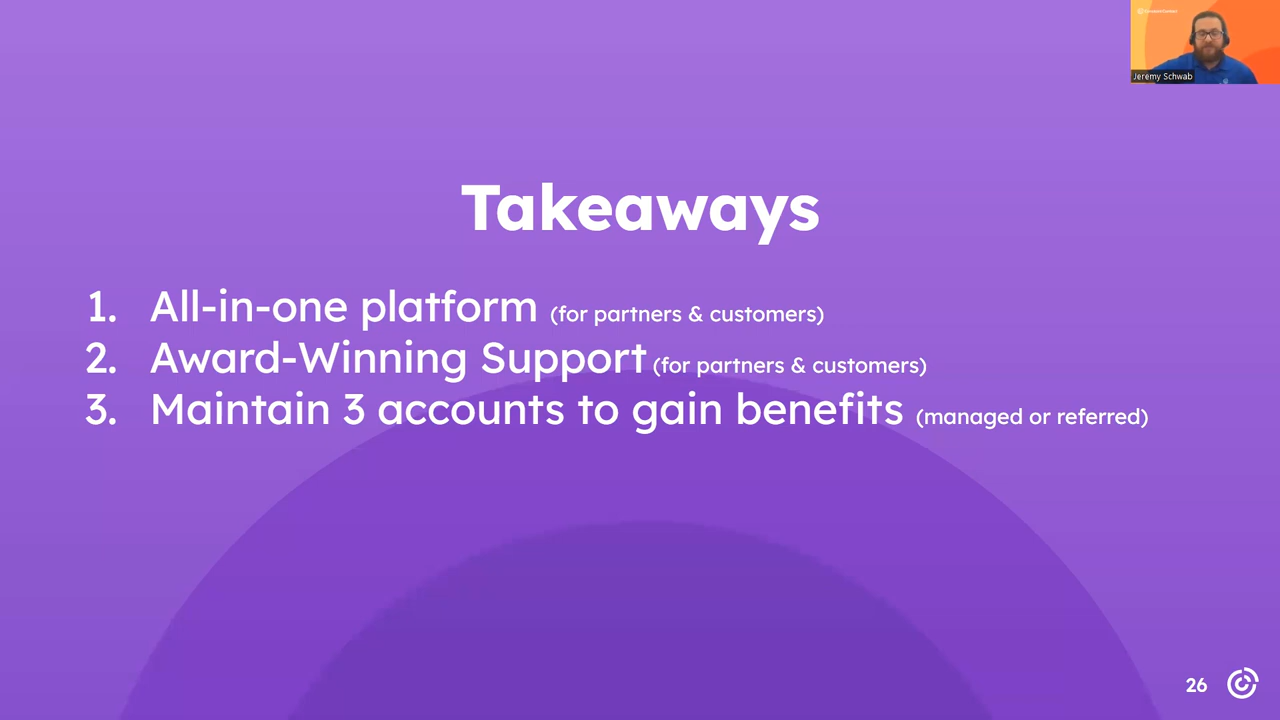 Jeremy Schwab
Takeaways
1. All-in-one platform (for partners & customers)
2. Award-Winning Support (for partners & customers)
3. Maintain 3 accounts to gain benefits (managed or referred)
26